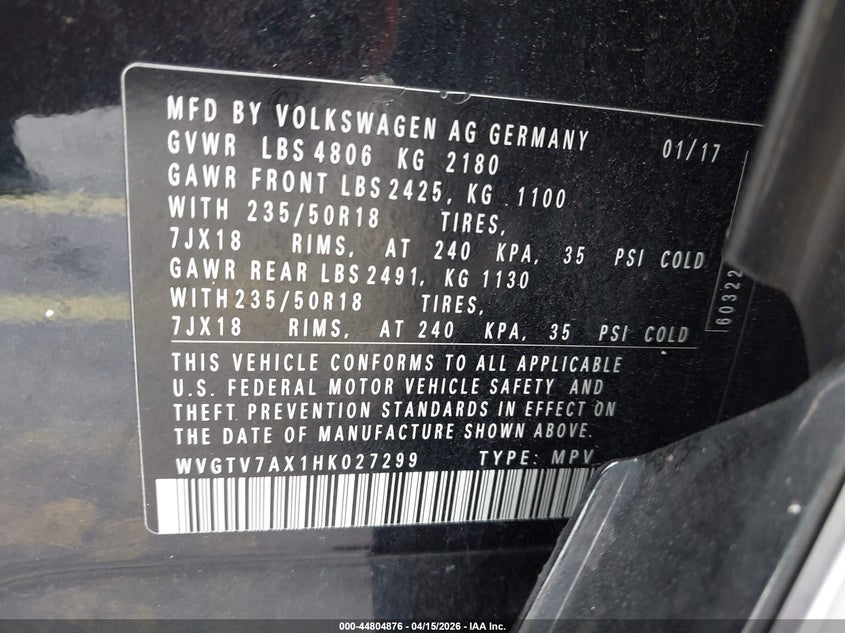 MFD BY VOLKSWAGEN AG GERMANY 01/17
GVWR LBS 4806 KG 2180
GAWR FRONT LBS 2425, KG 1100
WITH 235/50R18 TIRES,
7JX18 RIMS, AT 240 KPA, 35 PSI COLD
GAWR REAR LBS 2491, KG 1130
WITH 235/50R18 TIRES,
7JX18 RIMS, AT 240 KPA, 35 PSI COLD
THIS VEHICLE CONFORMS TO ALL APPLICABLE
U.S. FEDERAL MOTOR VEHICLE SAFETY AND
THEFT PREVENTION STANDARDS IN EFFECT ON
THE DATE OF MANUFACTURE SHOWN ABOVE.
WVGTV7AX1HK027299 TYPE: MPV
60322
000-44804876 - 04/15/2026 - IAA Inc.